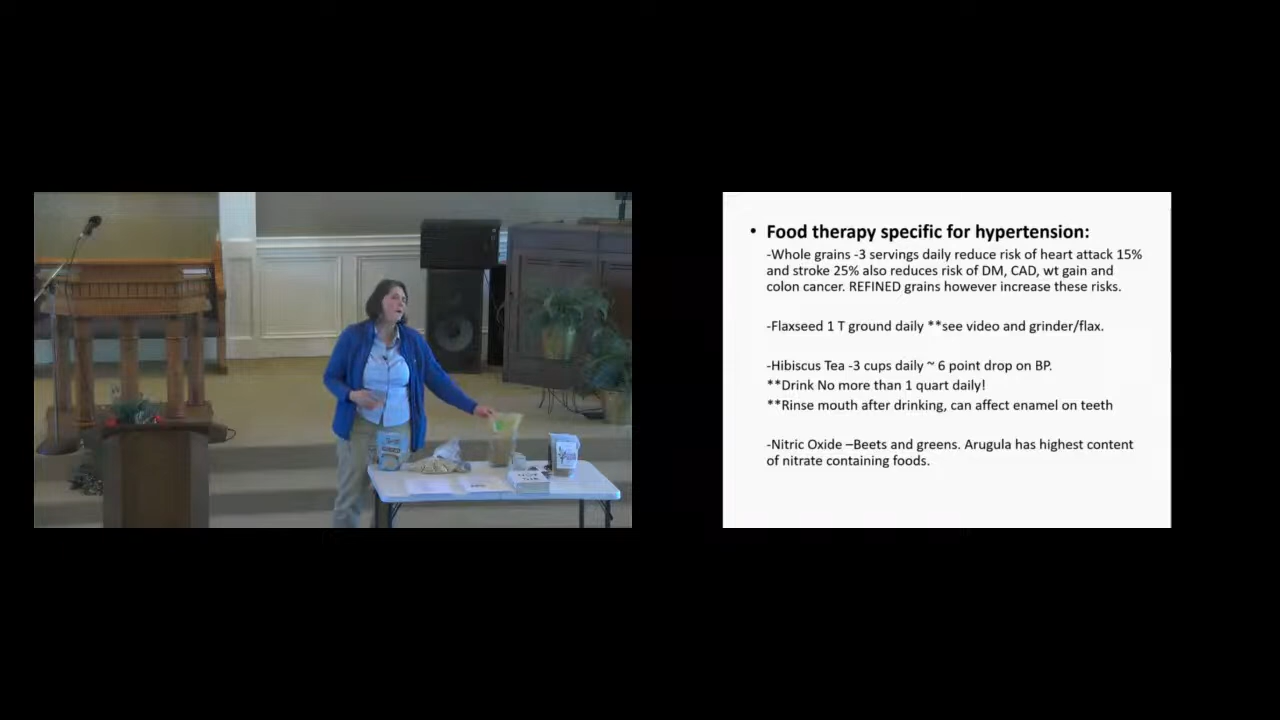 • Food therapy specific for hypertension:
-Whole grains -3 servings daily reduce risk of heart attack 15%
and stroke 25% also reduces risk of DM, CAD, wt gain and
colon cancer. REFINED grains however increase these risks.
-Flaxseed 1 T ground daily **see video and grinder/flax.
-Hibiscus Tea -3 cups daily ~ 6 point drop on BP.
**Drink No more than 1 quart daily!
**Rinse mouth after drinking, can affect enamel on teeth
-Nitric Oxide –Beets and greens. Arugula has highest content
of nitrate containing foods.